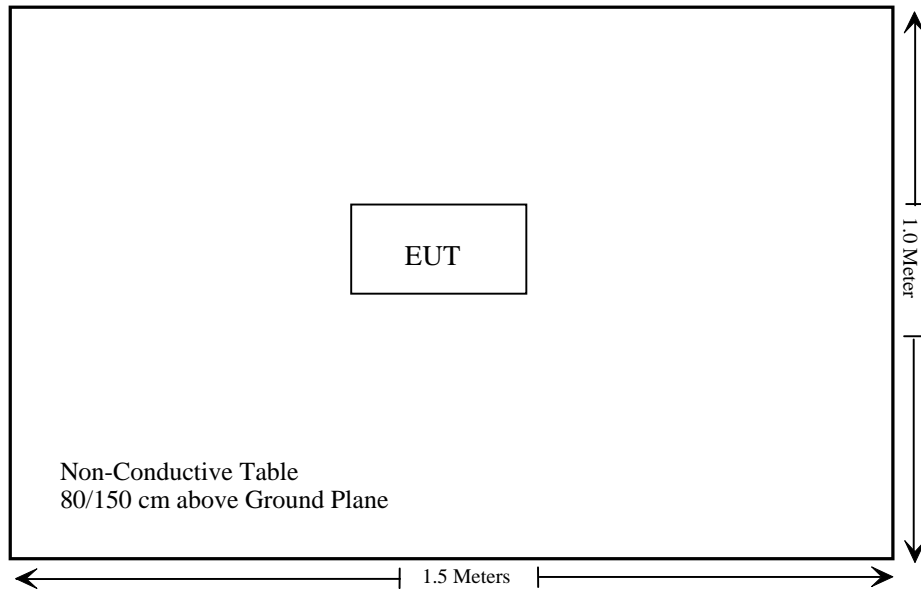 EUT
1.0 Meter
Non-Conductive Table
80/150 cm above Ground Plane
1.5 Meters